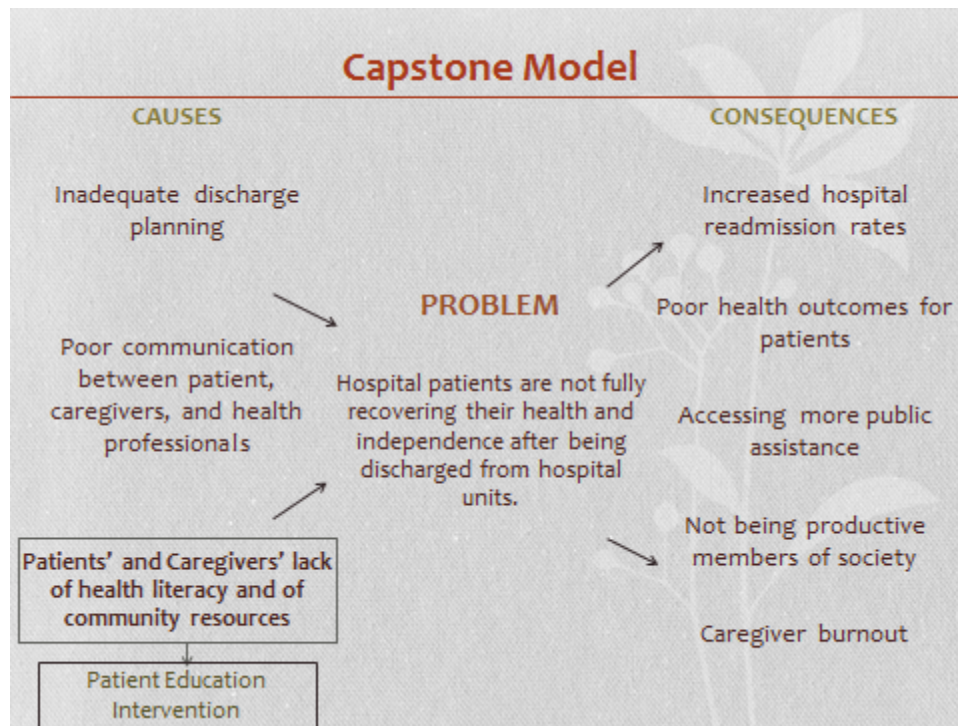 Capstone Model
CAUSES
Inadequate discharge
planning
Poor communication
between patient,
caregivers, and health
professionals
Patients' and Caregivers' lack
of health literacy and of
community resources
Patient Education
Intervention
PROBLEM
Hospital patients are not fully
recovering their health and
independence after being
discharged from hospital
units.
CONSEQUENCES
Increased hospital
readmission rates
Poor health outcomes for
patients
Accessing more public
assistance
Not being productive
members of society
Caregiver burnout